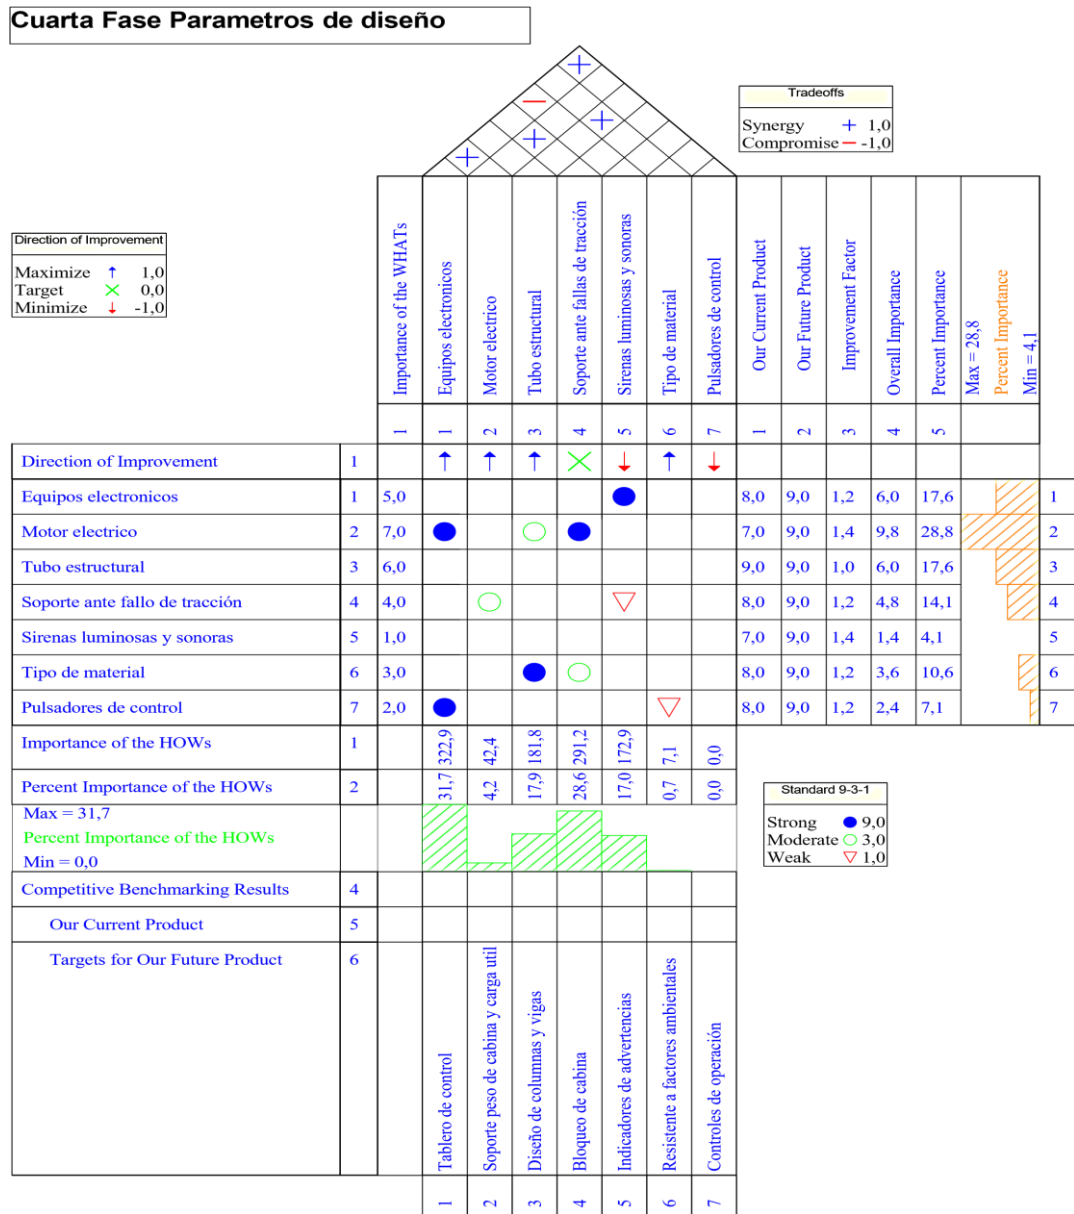 Cuarta Fase Parametros de diseño
Tradeoffs
Synergy + 1,0
Compromise − -1,0
Direction of Improvement
Maximize ↑ 1,0
Target × 0,0
Minimize ↓ -1,0
Importance of the WHATs
Equipos electronicos
Motor electrico
Tubo estructural
Soporte ante fallas de tracción
Sirenas luminosas y sonoras
Tipo de material
Pulsadores de control
Our Current Product
Our Future Product
Improvement Factor
Overall Importance
Percent Importance
Max = 28,8
Percent Importance
Min = 4,1
1 1 2 3 4 5 6 7 1 2 3 4 5
Direction of Improvement 1 ↑ ↑ ↑ × ↓ ↑ ↓
Equipos electronicos 1 5,0 8,0 9,0 1,2 6,0 17,6 1
Motor electrico 2 7,0 7,0 9,0 1,4 9,8 28,8 2
Tubo estructural 3 6,0 9,0 9,0 1,0 6,0 17,6 3
Soporte ante fallo de tracción 4 4,0 8,0 9,0 1,2 4,8 14,1 4
Sirenas luminosas y sonoras 5 1,0 7,0 9,0 1,4 1,4 4,1 5
Tipo de material 6 3,0 8,0 9,0 1,2 3,6 10,6 6
Pulsadores de control 7 2,0 8,0 9,0 1,2 2,4 7,1 7
Importance of the HOWs 1 322,9 42,4 181,8 291,2 172,9 7,1 0,0
Percent Importance of the HOWs 2 31,7 4,2 17,9 28,6 17,0 0,7 0,0
Max = 31,7
Percent Importance of the HOWs
Min = 0,0
Standard 9-3-1
Strong 9,0
Moderate 3,0
Weak 1,0
Competitive Benchmarking Results 4
Our Current Product 5
Targets for Our Future Product 6
Tablero de control
Soporte peso de cabina y carga util
Diseño de columnas y vigas
Bloqueo de cabina
Indicadores de advertencias
Resistente a factores ambientales
Controles de operación
1 2 3 4 5 6 7